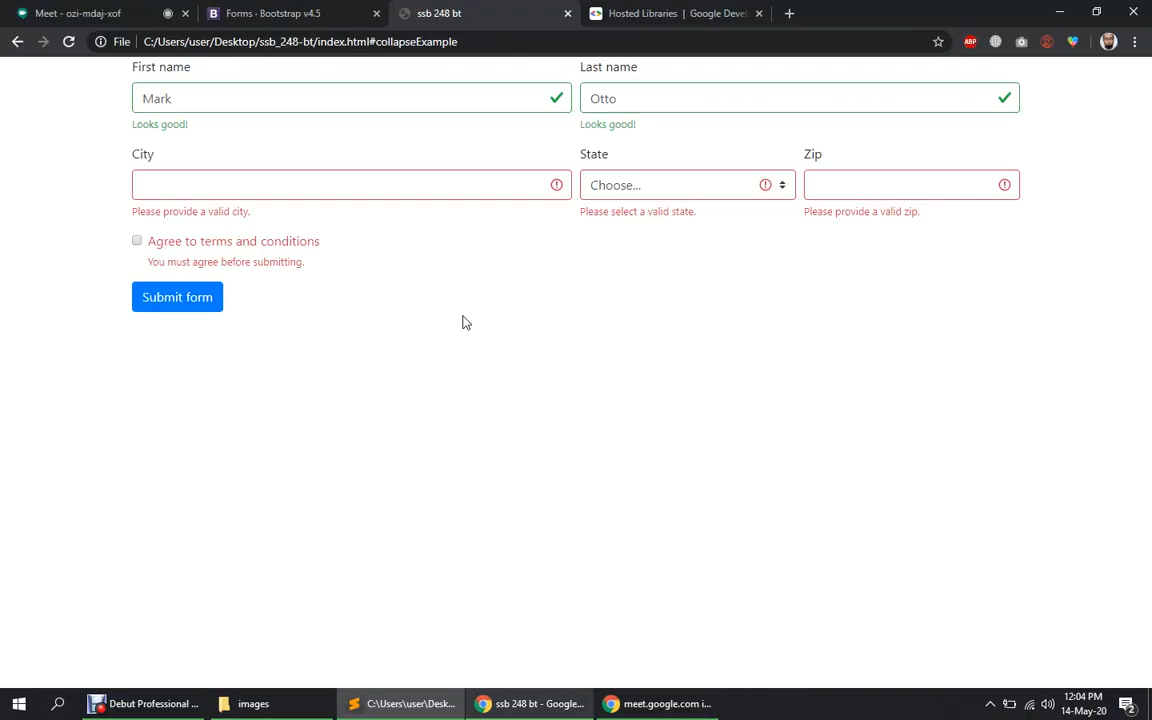 Meet - ozi-mdaj-xof
Forms · Bootstrap v4.5
ssb 248 bt
Hosted Libraries | Google Devel
File
C:/Users/user/Desktop/ssb_248-bt/index.html#collapseExample
ABP
First name
Last name
Mark
Otto
Looks good!
Looks good!
City
State
Zip
Choose...
Please provide a valid city.
Please select a valid state.
Please provide a valid zip.
Agree to terms and conditions
You must agree before submitting.
Submit form
Debut Professional ...
images
C:\Users\user\Desk...
ssb 248 bt - Google...
meet.google.com i...
12:04 PM
14-May-20
2